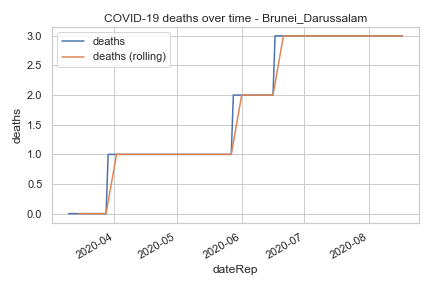 COVID-19 deaths over time - Brunei_Darussalam
deaths
deaths (rolling)
deaths
3.0
2.5
2.0
1.5
1.0
0.5
0.0
2020-04
2020-05
2020-06
2020-07
2020-08
dateRep